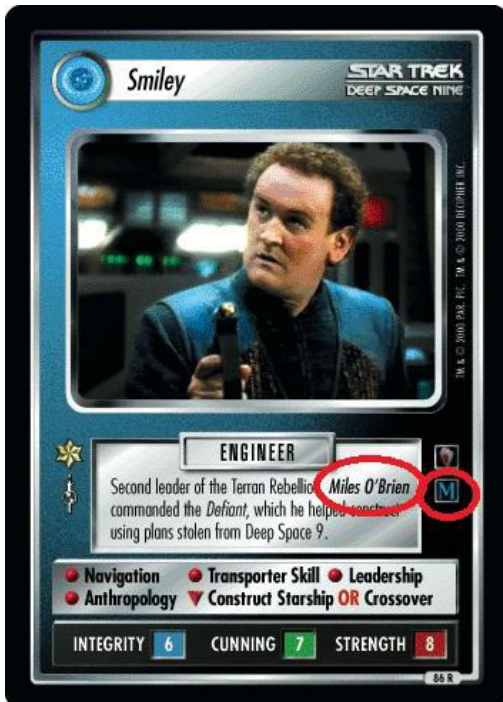 Smiley
STAR TREK
DEEP SPACE NINE
TM & © 2000 PAR. PIC. TM & © 2000 DECIPHER INC.
ENGINEER
Second leader of the Terran Rebellion Miles O'Brien
commanded the Defiant, which he helped construct
using plans stolen from Deep Space 9.
M
Navigation Transporter Skill Leadership
Anthropology Construct Starship OR Crossover
INTEGRITY 6 CUNNING 7 STRENGTH 8
86 R